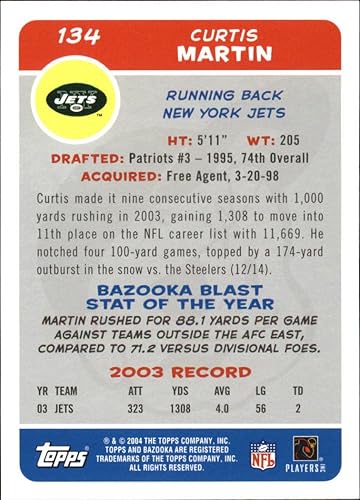 134
CURTIS
MARTIN
JETS
RUNNING BACK
NEW YORK JETS
HT: 5'11" WT: 205
DRAFTED: Patriots #3 – 1995, 74th Overall
ACQUIRED: Free Agent, 3-20-98
Curtis made it nine consecutive seasons with 1,000
yards rushing in 2003, gaining 1,308 to move into
11th place on the NFL career list with 11,669. He
notched four 100-yard games, topped by a 174-yard
outburst in the snow vs. the Steelers (12/14).
BAZOOKA BLAST
STAT OF THE YEAR
MARTIN RUSHED FOR 88.1 YARDS PER GAME
AGAINST TEAMS OUTSIDE THE AFC EAST,
COMPARED TO 71.2 VERSUS DIVISIONAL FOES.
2003 RECORD
YR TEAM ATT YDS AVG LG TD
03 JETS 323 1308 4.0 56 2
TOPPS
® & © 2004 THE TOPPS COMPANY, INC.
TOPPS AND BAZOOKA ARE REGISTERED
TRADEMARKS OF THE TOPPS COMPANY, INC.
ALL RIGHTS RESERVED.
NFL
PLAYERS INC